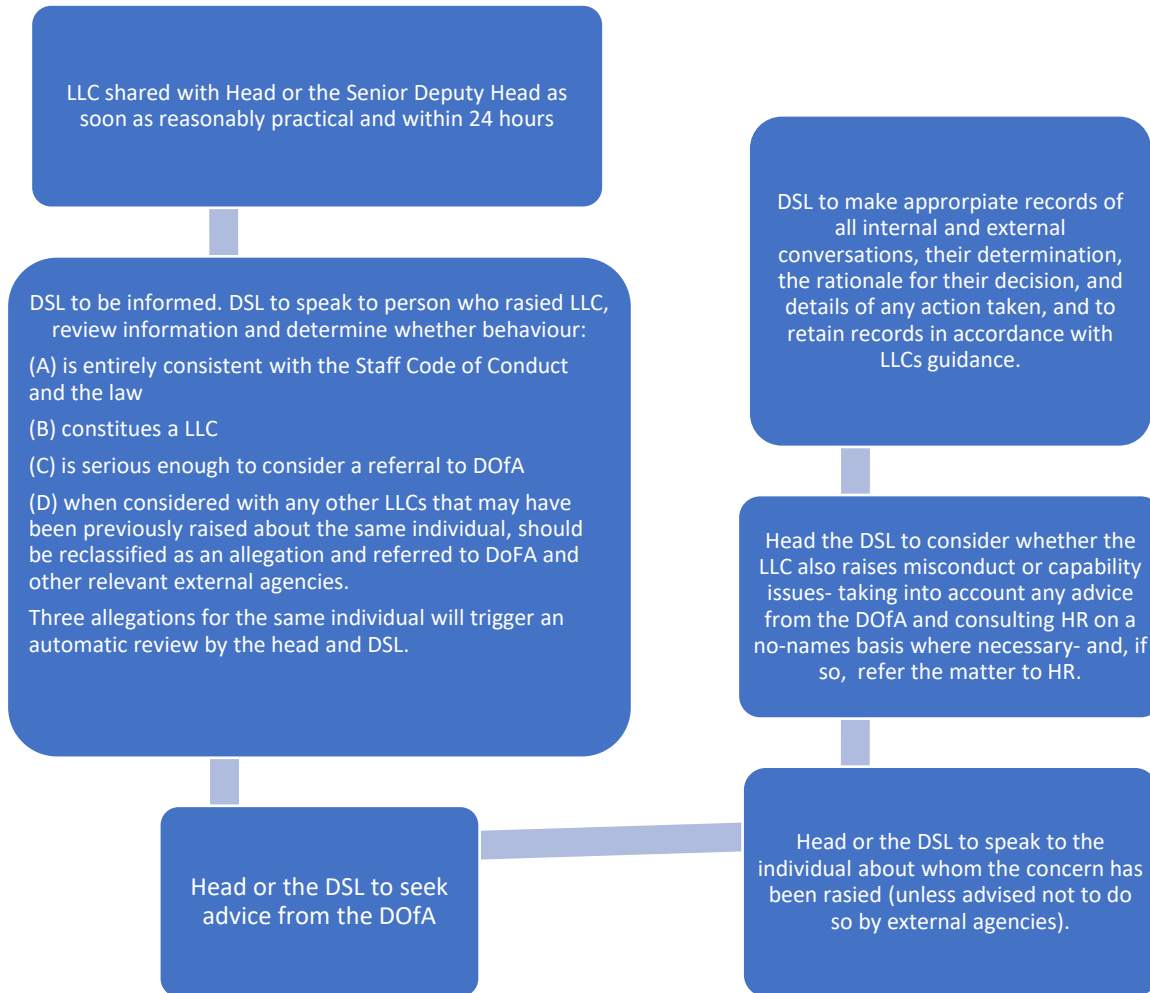 LLC shared with Head or the Senior Deputy Head as
soon as reasonably practical and within 24 hours
DSL to be informed. DSL to speak to person who rasied LLC,
review information and determine whether behaviour:
(A) is entirely consistent with the Staff Code of Conduct
and the law
(B) constitues a LLC
(C) is serious enough to consider a referral to DOfA
(D) when considered with any other LLCs that may have
been previously raised about the same individual, should
be reclassified as an allegation and referred to DoFA and
other relevant external agencies.
Three allegations for the same individual will trigger an
automatic review by the head and DSL.
Head or the DSL to seek
advice from the DOfA
Head or the DSL to speak to the
individual about whom the concern has
been rasied (unless advised not to do
so by external agencies).
Head the DSL to consider whether the
LLC also raises misconduct or capability
issues- taking into account any advice
from the DOfA and consulting HR on a
no-names basis where necessary- and, if
so,  refer the matter to HR.
DSL to make approrpiate records of
all internal and external
conversations, their determination,
the rationale for their decision, and
details of any action taken, and to
retain records in accordance with
LLCs guidance.